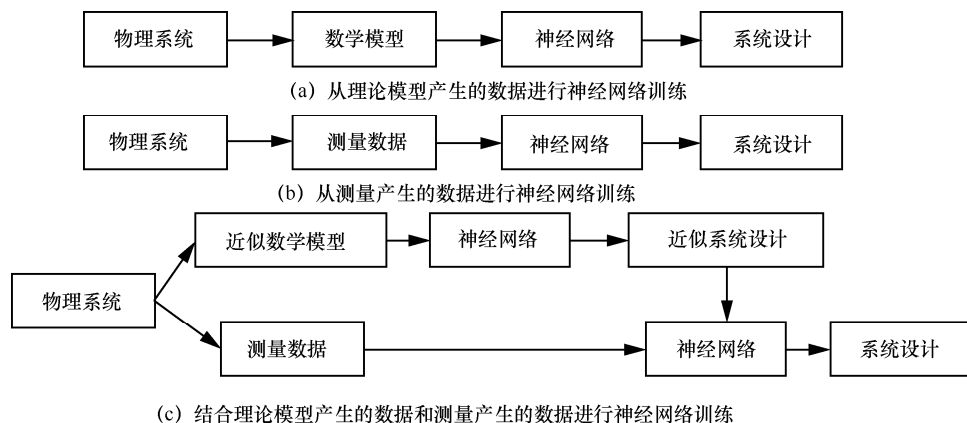 物理系统 数学模型 神经网络 系统设计
(a) 从理论模型产生的数据进行神经网络训练
物理系统 测量数据 神经网络 系统设计
(b) 从测量产生的数据进行神经网络训练
近似数学模型 神经网络 近似系统设计
物理系统
测量数据 神经网络 系统设计
(c) 结合理论模型产生的数据和测量产生的数据进行神经网络训练